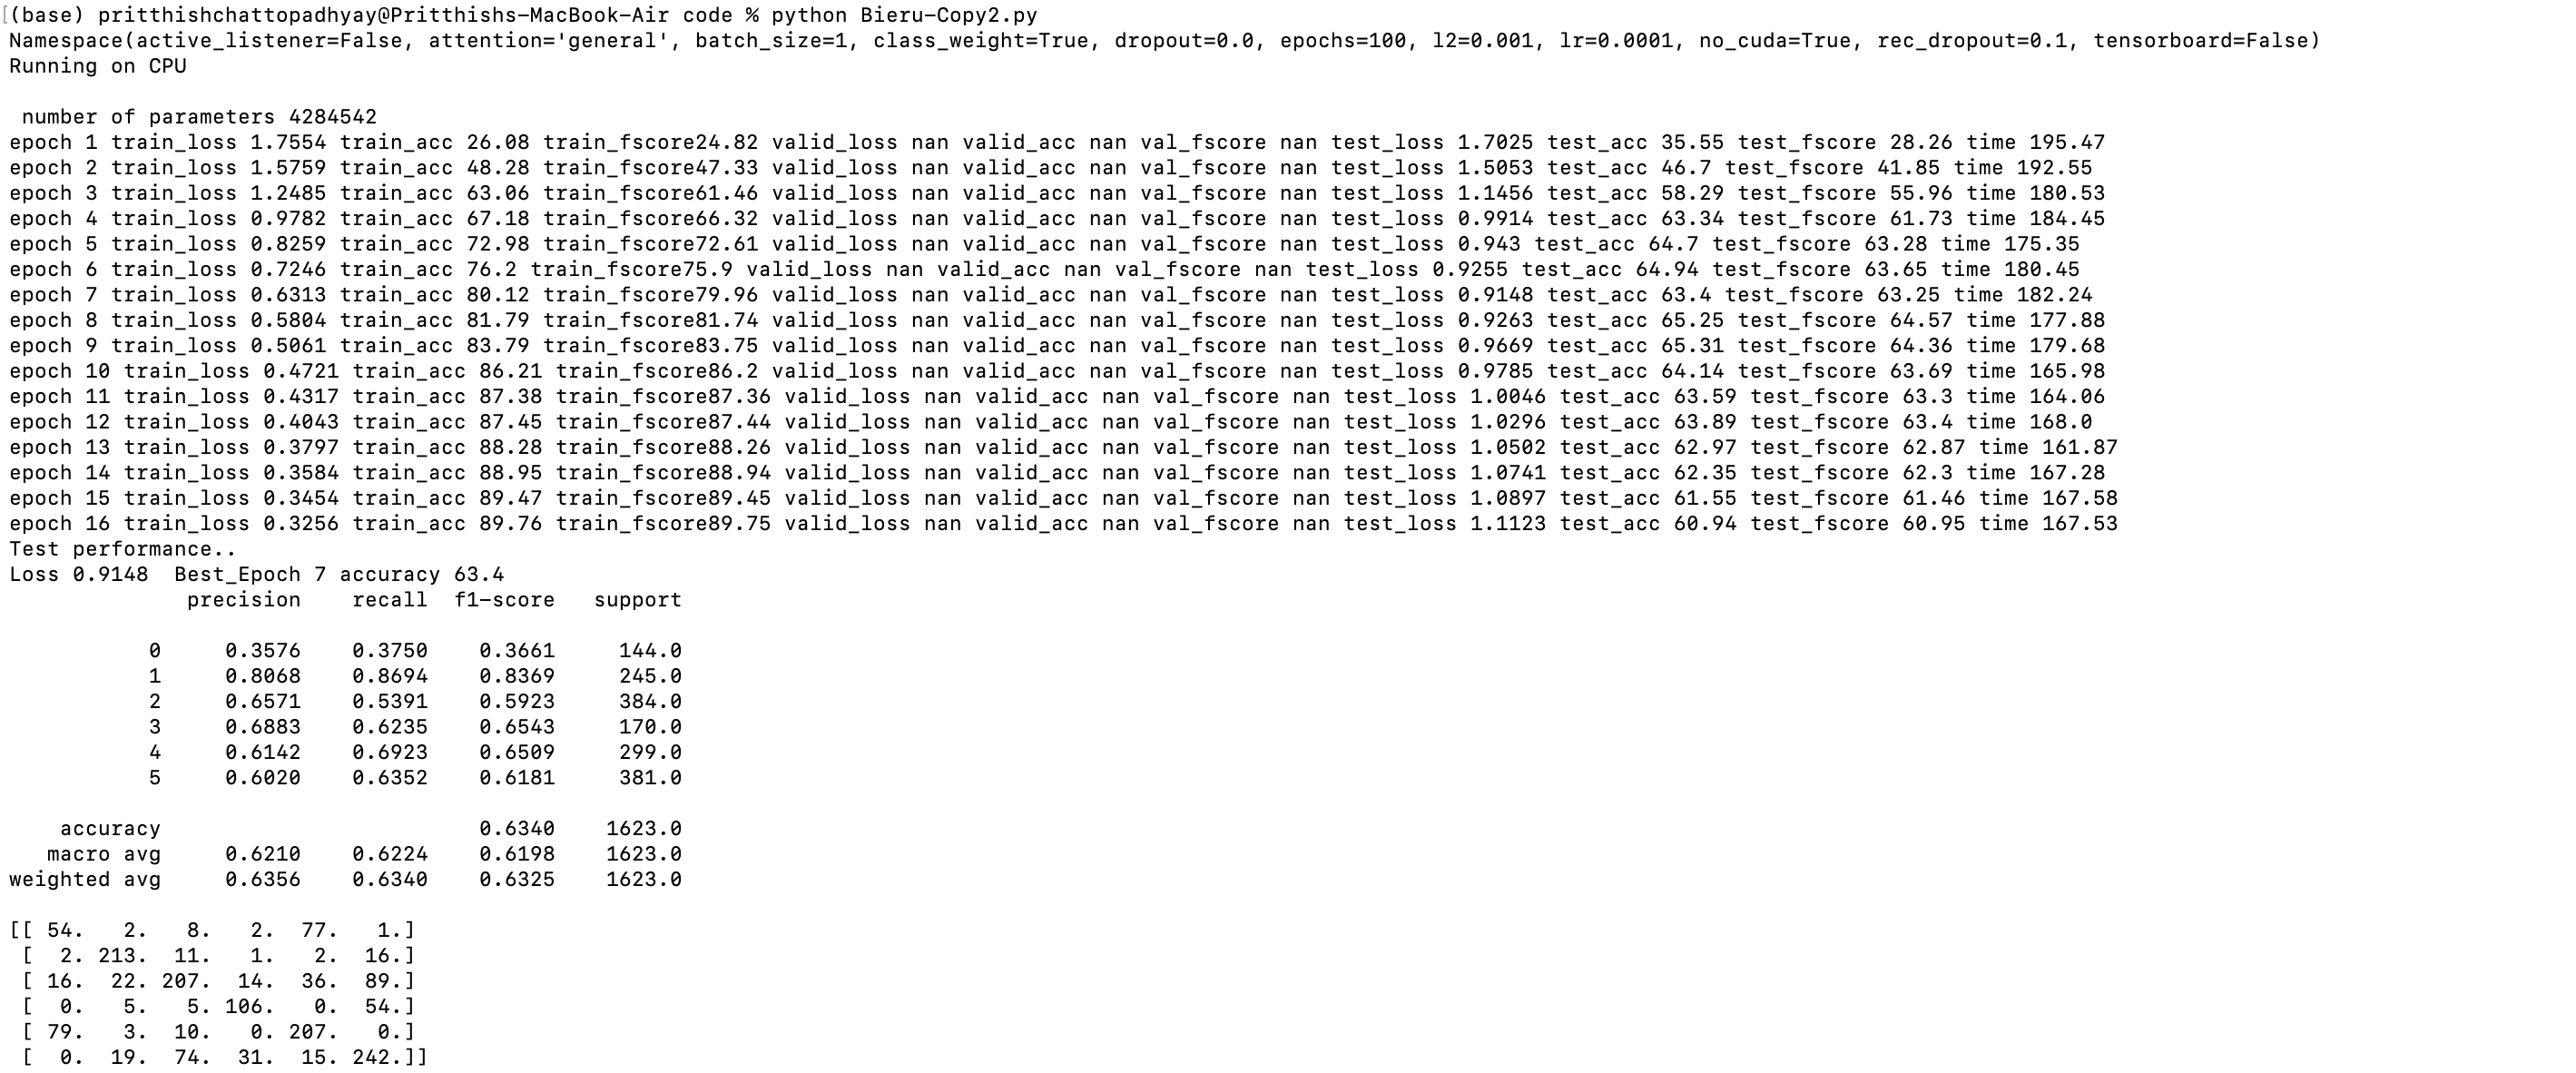 (base) pritthishchattopadhyay@Pritthishs-MacBook-Air code % python Bieru-Copy2.py
Namespace(active_listener=False, attention='general', batch_size=1, class_weight=True, dropout=0.0, epochs=100, l2=0.001, lr=0.0001, no_cuda=True, rec_dropout=0.1, tensorboard=False)
Running on CPU
number of parameters 4284542
epoch 1 train_loss 1.7554 train_acc 26.08 train_fscore24.82 valid_loss nan valid_acc nan val_fscore nan test_loss 1.7025 test_acc 35.55 test_fscore 28.26 time 195.47
epoch 2 train_loss 1.5759 train_acc 48.28 train_fscore47.33 valid_loss nan valid_acc nan val_fscore nan test_loss 1.5053 test_acc 46.7 test_fscore 41.85 time 192.55
epoch 3 train_loss 1.2485 train_acc 63.06 train_fscore61.46 valid_loss nan valid_acc nan val_fscore nan test_loss 1.1456 test_acc 58.29 test_fscore 55.96 time 180.53
epoch 4 train_loss 0.9782 train_acc 67.18 train_fscore66.32 valid_loss nan valid_acc nan val_fscore nan test_loss 0.9914 test_acc 63.34 test_fscore 61.73 time 184.45
epoch 5 train_loss 0.8259 train_acc 72.98 train_fscore72.61 valid_loss nan valid_acc nan val_fscore nan test_loss 0.943 test_acc 64.7 test_fscore 63.28 time 175.35
epoch 6 train_loss 0.7246 train_acc 76.2 train_fscore75.9 valid_loss nan valid_acc nan val_fscore nan test_loss 0.9255 test_acc 64.94 test_fscore 63.65 time 180.45
epoch 7 train_loss 0.6313 train_acc 80.12 train_fscore79.96 valid_loss nan valid_acc nan val_fscore nan test_loss 0.9148 test_acc 63.4 test_fscore 63.25 time 182.24
epoch 8 train_loss 0.5804 train_acc 81.79 train_fscore81.74 valid_loss nan valid_acc nan val_fscore nan test_loss 0.9263 test_acc 65.25 test_fscore 64.57 time 177.88
epoch 9 train_loss 0.5061 train_acc 83.79 train_fscore83.75 valid_loss nan valid_acc nan val_fscore nan test_loss 0.9669 test_acc 65.31 test_fscore 64.36 time 179.68
epoch 10 train_loss 0.4721 train_acc 86.21 train_fscore86.2 valid_loss nan valid_acc nan val_fscore nan test_loss 0.9785 test_acc 64.14 test_fscore 63.69 time 165.98
epoch 11 train_loss 0.4317 train_acc 87.38 train_fscore87.36 valid_loss nan valid_acc nan val_fscore nan test_loss 1.0046 test_acc 63.59 test_fscore 63.3 time 164.06
epoch 12 train_loss 0.4043 train_acc 87.45 train_fscore87.44 valid_loss nan valid_acc nan val_fscore nan test_loss 1.0296 test_acc 63.89 test_fscore 63.4 time 168.0
epoch 13 train_loss 0.3797 train_acc 88.28 train_fscore88.26 valid_loss nan valid_acc nan val_fscore nan test_loss 1.0502 test_acc 62.97 test_fscore 62.87 time 161.87
epoch 14 train_loss 0.3584 train_acc 88.95 train_fscore88.94 valid_loss nan valid_acc nan val_fscore nan test_loss 1.0741 test_acc 62.35 test_fscore 62.3 time 167.28
epoch 15 train_loss 0.3454 train_acc 89.47 train_fscore89.45 valid_loss nan valid_acc nan val_fscore nan test_loss 1.0897 test_acc 61.55 test_fscore 61.46 time 167.58
epoch 16 train_loss 0.3256 train_acc 89.76 train_fscore89.75 valid_loss nan valid_acc nan val_fscore nan test_loss 1.1123 test_acc 60.94 test_fscore 60.95 time 167.53
Test performance..
Loss 0.9148 Best_Epoch 7 accuracy 63.4
precision recall f1-score support
0 0.3576 0.3750 0.3661 144.0
1 0.8068 0.8694 0.8369 245.0
2 0.6571 0.5391 0.5923 384.0
3 0.6883 0.6235 0.6543 170.0
4 0.6142 0.6923 0.6509 299.0
5 0.6020 0.6352 0.6181 381.0
accuracy 0.6340 1623.0
macro avg 0.6210 0.6224 0.6198 1623.0
weighted avg 0.6356 0.6340 0.6325 1623.0
[[ 54. 2. 8. 2. 77. 1.]
[ 2. 213. 11. 1. 2. 16.]
[ 16. 22. 207. 14. 36. 89.]
[ 0. 5. 5. 106. 0. 54.]
[ 79. 3. 10. 0. 207. 0.]
[ 0. 19. 74. 31. 15. 242.]]